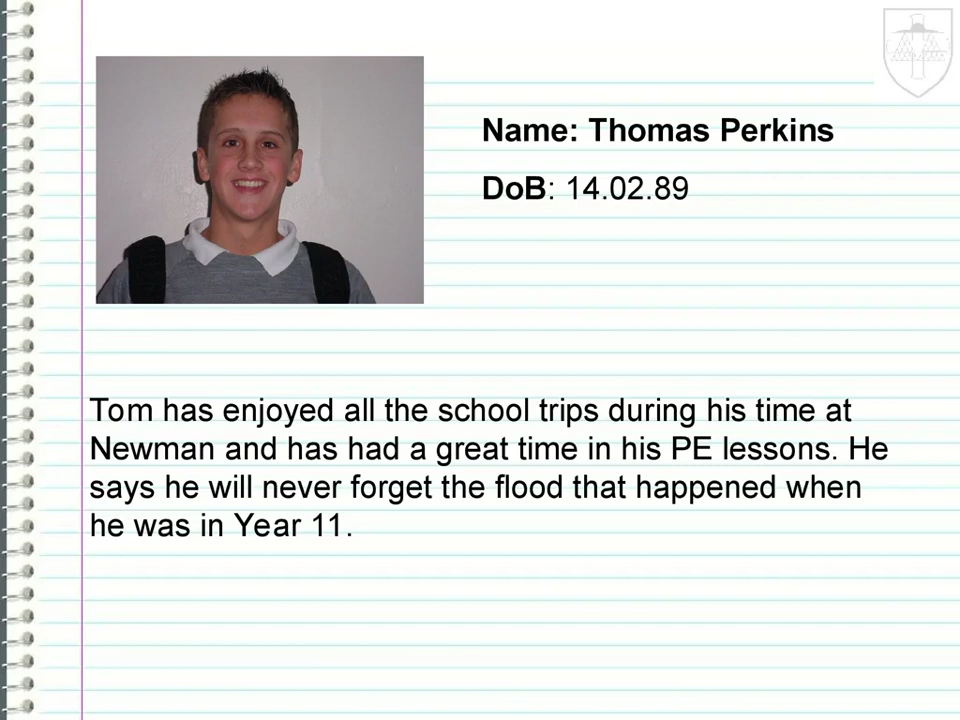 Name: Thomas Perkins
DoB: 14.02.89
Tom has enjoyed all the school trips during his time at
Newman and has had a great time in his PE lessons. He
says he will never forget the flood that happened when
he was in Year 11.